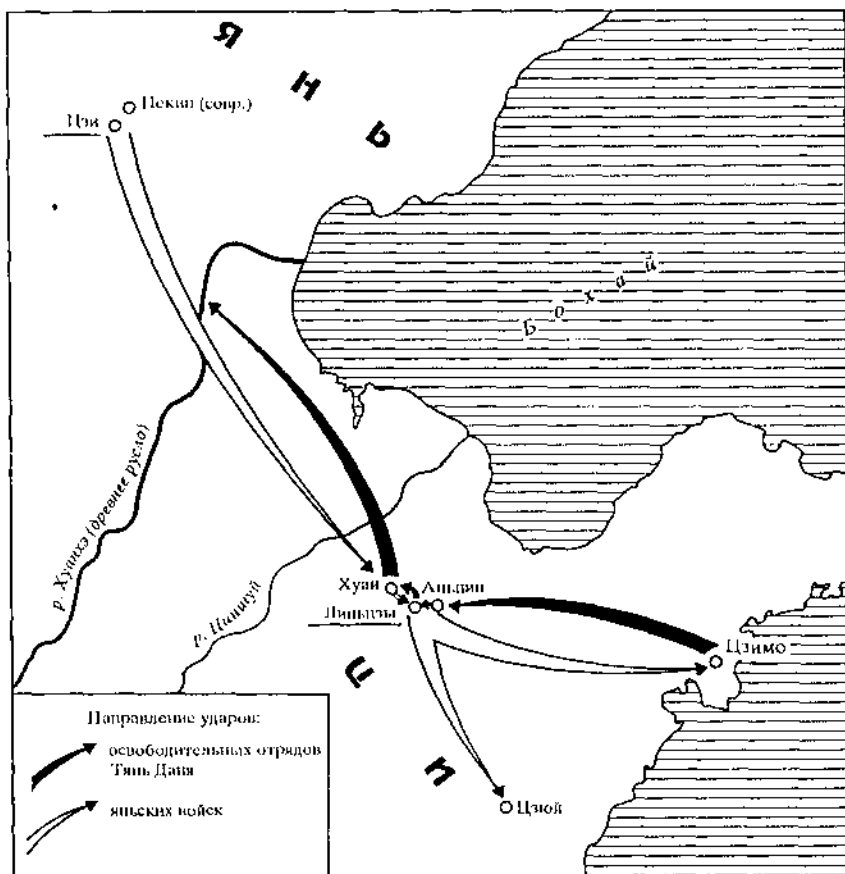 Я Н Ь
Пекин (совр.)
Цзи
Бохай
р. Хуанхэ (древнее русло)
р. Цзишуй
Хуан
Аньпин
Линьцзы
Цзимо
Ц И
Цзюй
Направление ударов:
освободительных отрядов
Тянь Даня
яньских войск